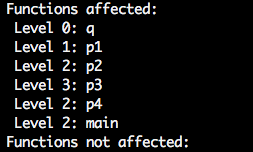 Functions affected:
Level 0: q
Level 1: p1
Level 2: p2
Level 3: p3
Level 2: p4
Level 2: main
Functions not affected: